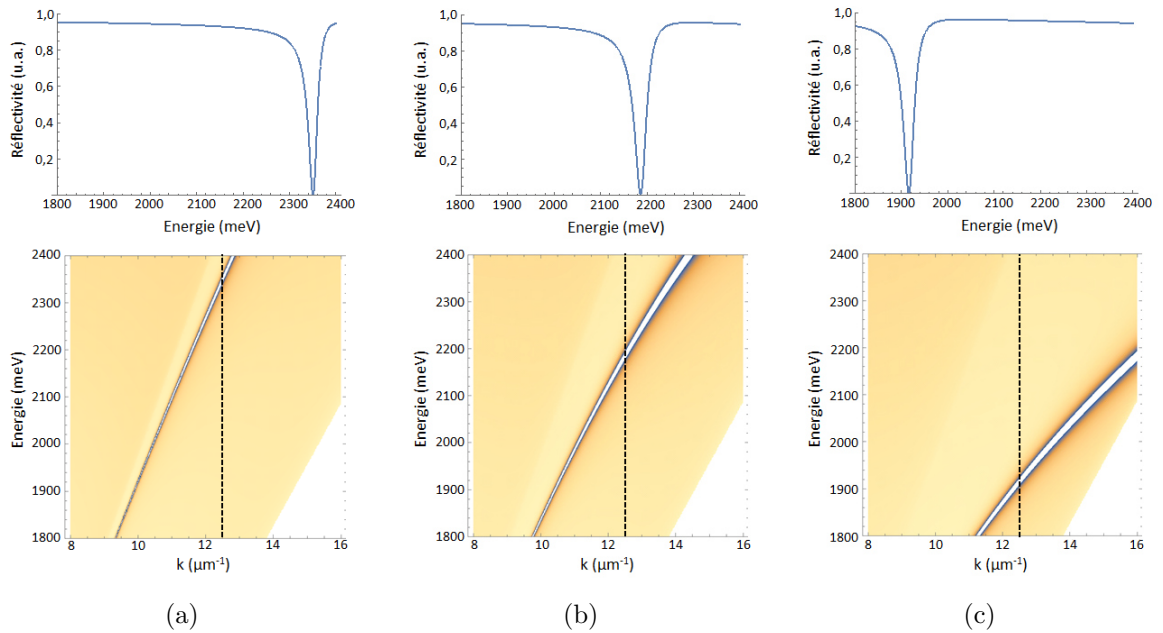 1,0
0,8
0,6
0,4
0,2
Réflectivité (u.a.)
1800 1900 2000 2100 2200 2300 2400
Energie (meV)
1,0
0,8
0,6
0,4
0,2
Réflectivité (u.a.)
1800 1900 2000 2100 2200 2300 2400
Energie (meV)
1,0
0,8
0,6
0,4
0,2
Réflectivité (u.a.)
1800 1900 2000 2100 2200 2300 2400
Energie (meV)
2400
2300
2200
2100
2000
1900
1800
Energie (meV)
8 10 12 14 16
k (µm⁻¹)
2400
2300
2200
2100
2000
1900
1800
Energie (meV)
8 10 12 14 16
k (µm⁻¹)
2400
2300
2200
2100
2000
1900
1800
Energie (meV)
8 10 12 14 16
k (µm⁻¹)
(a)
(b)
(c)